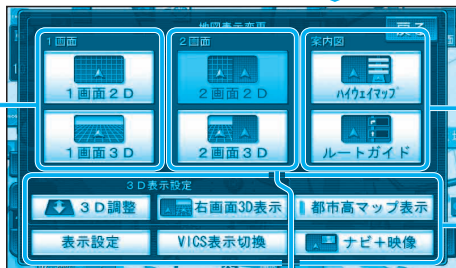 地図表示変更
戻る
1画面
2画面
案内図
1画面2D
2画面2D
ハイウェイマップ
1画面3D
2画面3D
ルートガイド
3D表示設定
3D調整
右画面3D表示
都市高マップ表示
表示設定
VICS表示切換
ナビ+映像